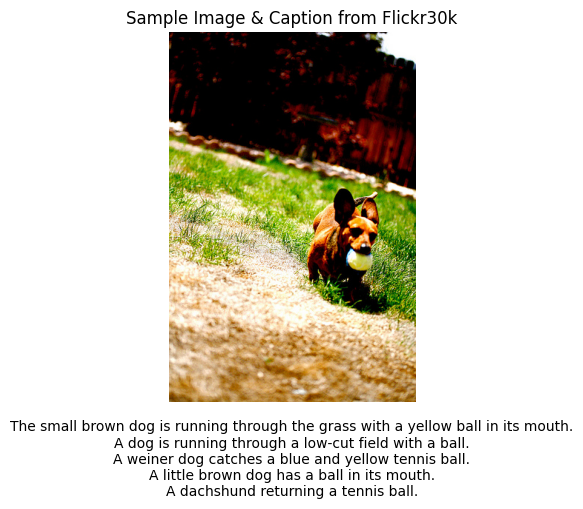 Sample Image & Caption from Flickr30k
The small brown dog is running through the grass with a yellow ball in its mouth.
A dog is running through a low-cut field with a ball.
A weiner dog catches a blue and yellow tennis ball.
A little brown dog has a ball in its mouth.
A dachshund returning a tennis ball.